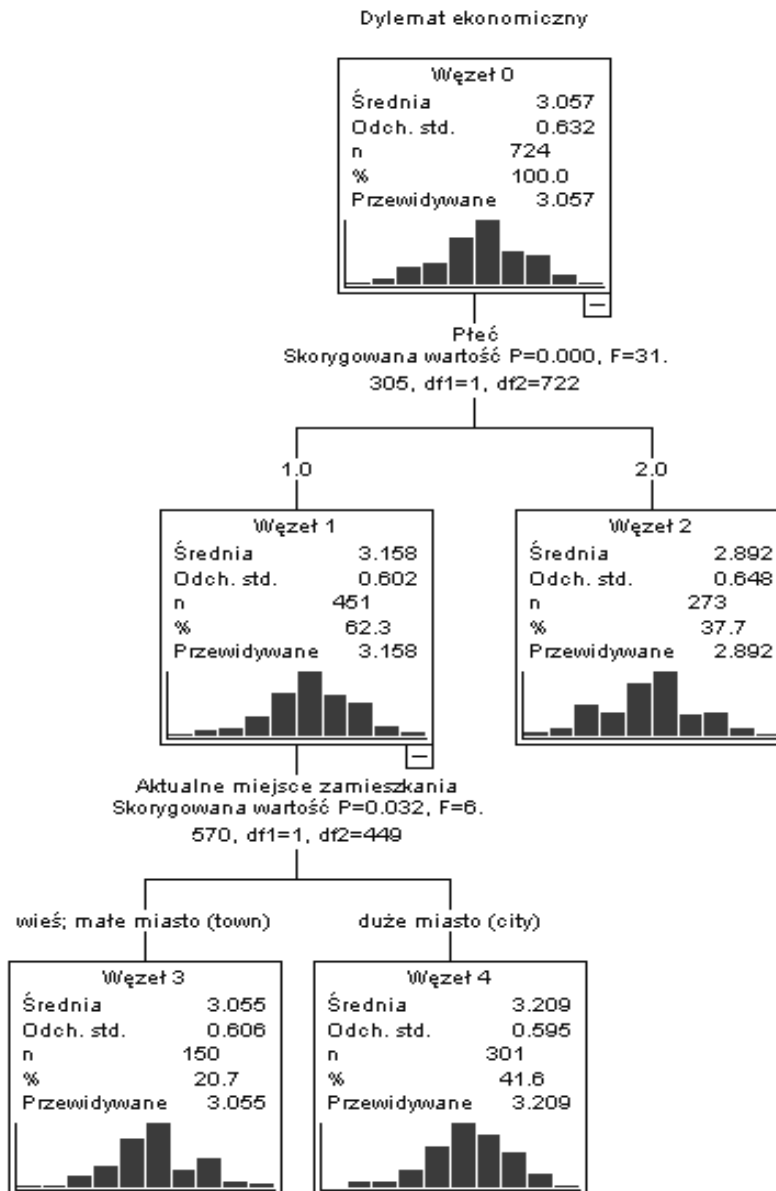 Dylemat ekonomiczny
Węzeł 0
Średnia 3.057
Odch. std. 0.632
n 724
% 100.0
Przewidywane 3.057
Płeć
Skorygowana wartość P=0.000, F=31.
305, df1=1, df2=722
1.0
2.0
Węzeł 1
Średnia 3.158
Odch. std. 0.602
n 451
% 62.3
Przewidywane 3.158
Węzeł 2
Średnia 2.892
Odch. std. 0.648
n 273
% 37.7
Przewidywane 2.892
Aktualne miejsce zamieszkania
Skorygowana wartość P=0.032, F=6.
570, df1=1, df2=449
wieś; małe miasto (town)
duże miasto (city)
Węzeł 3
Średnia 3.055
Odch. std. 0.606
n 150
% 20.7
Przewidywane 3.055
Węzeł 4
Średnia 3.209
Odch. std. 0.595
n 301
% 41.6
Przewidywane 3.209